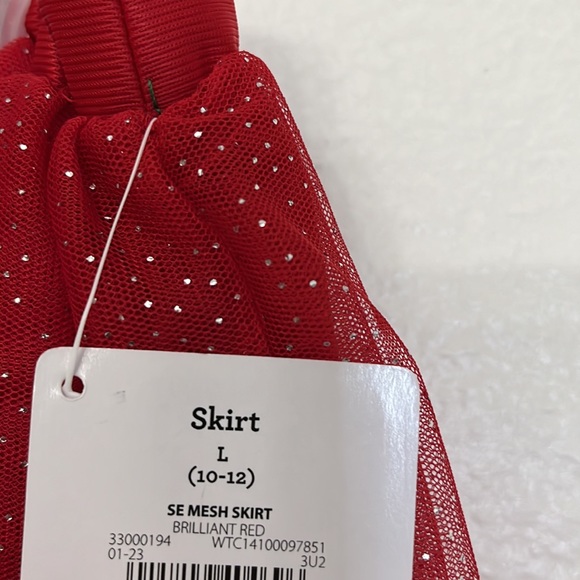 Skirt
L
(10-12)
SE MESH SKIRT
BRILLIANT RED
33000194 WTC14100097851
01-23 3U2